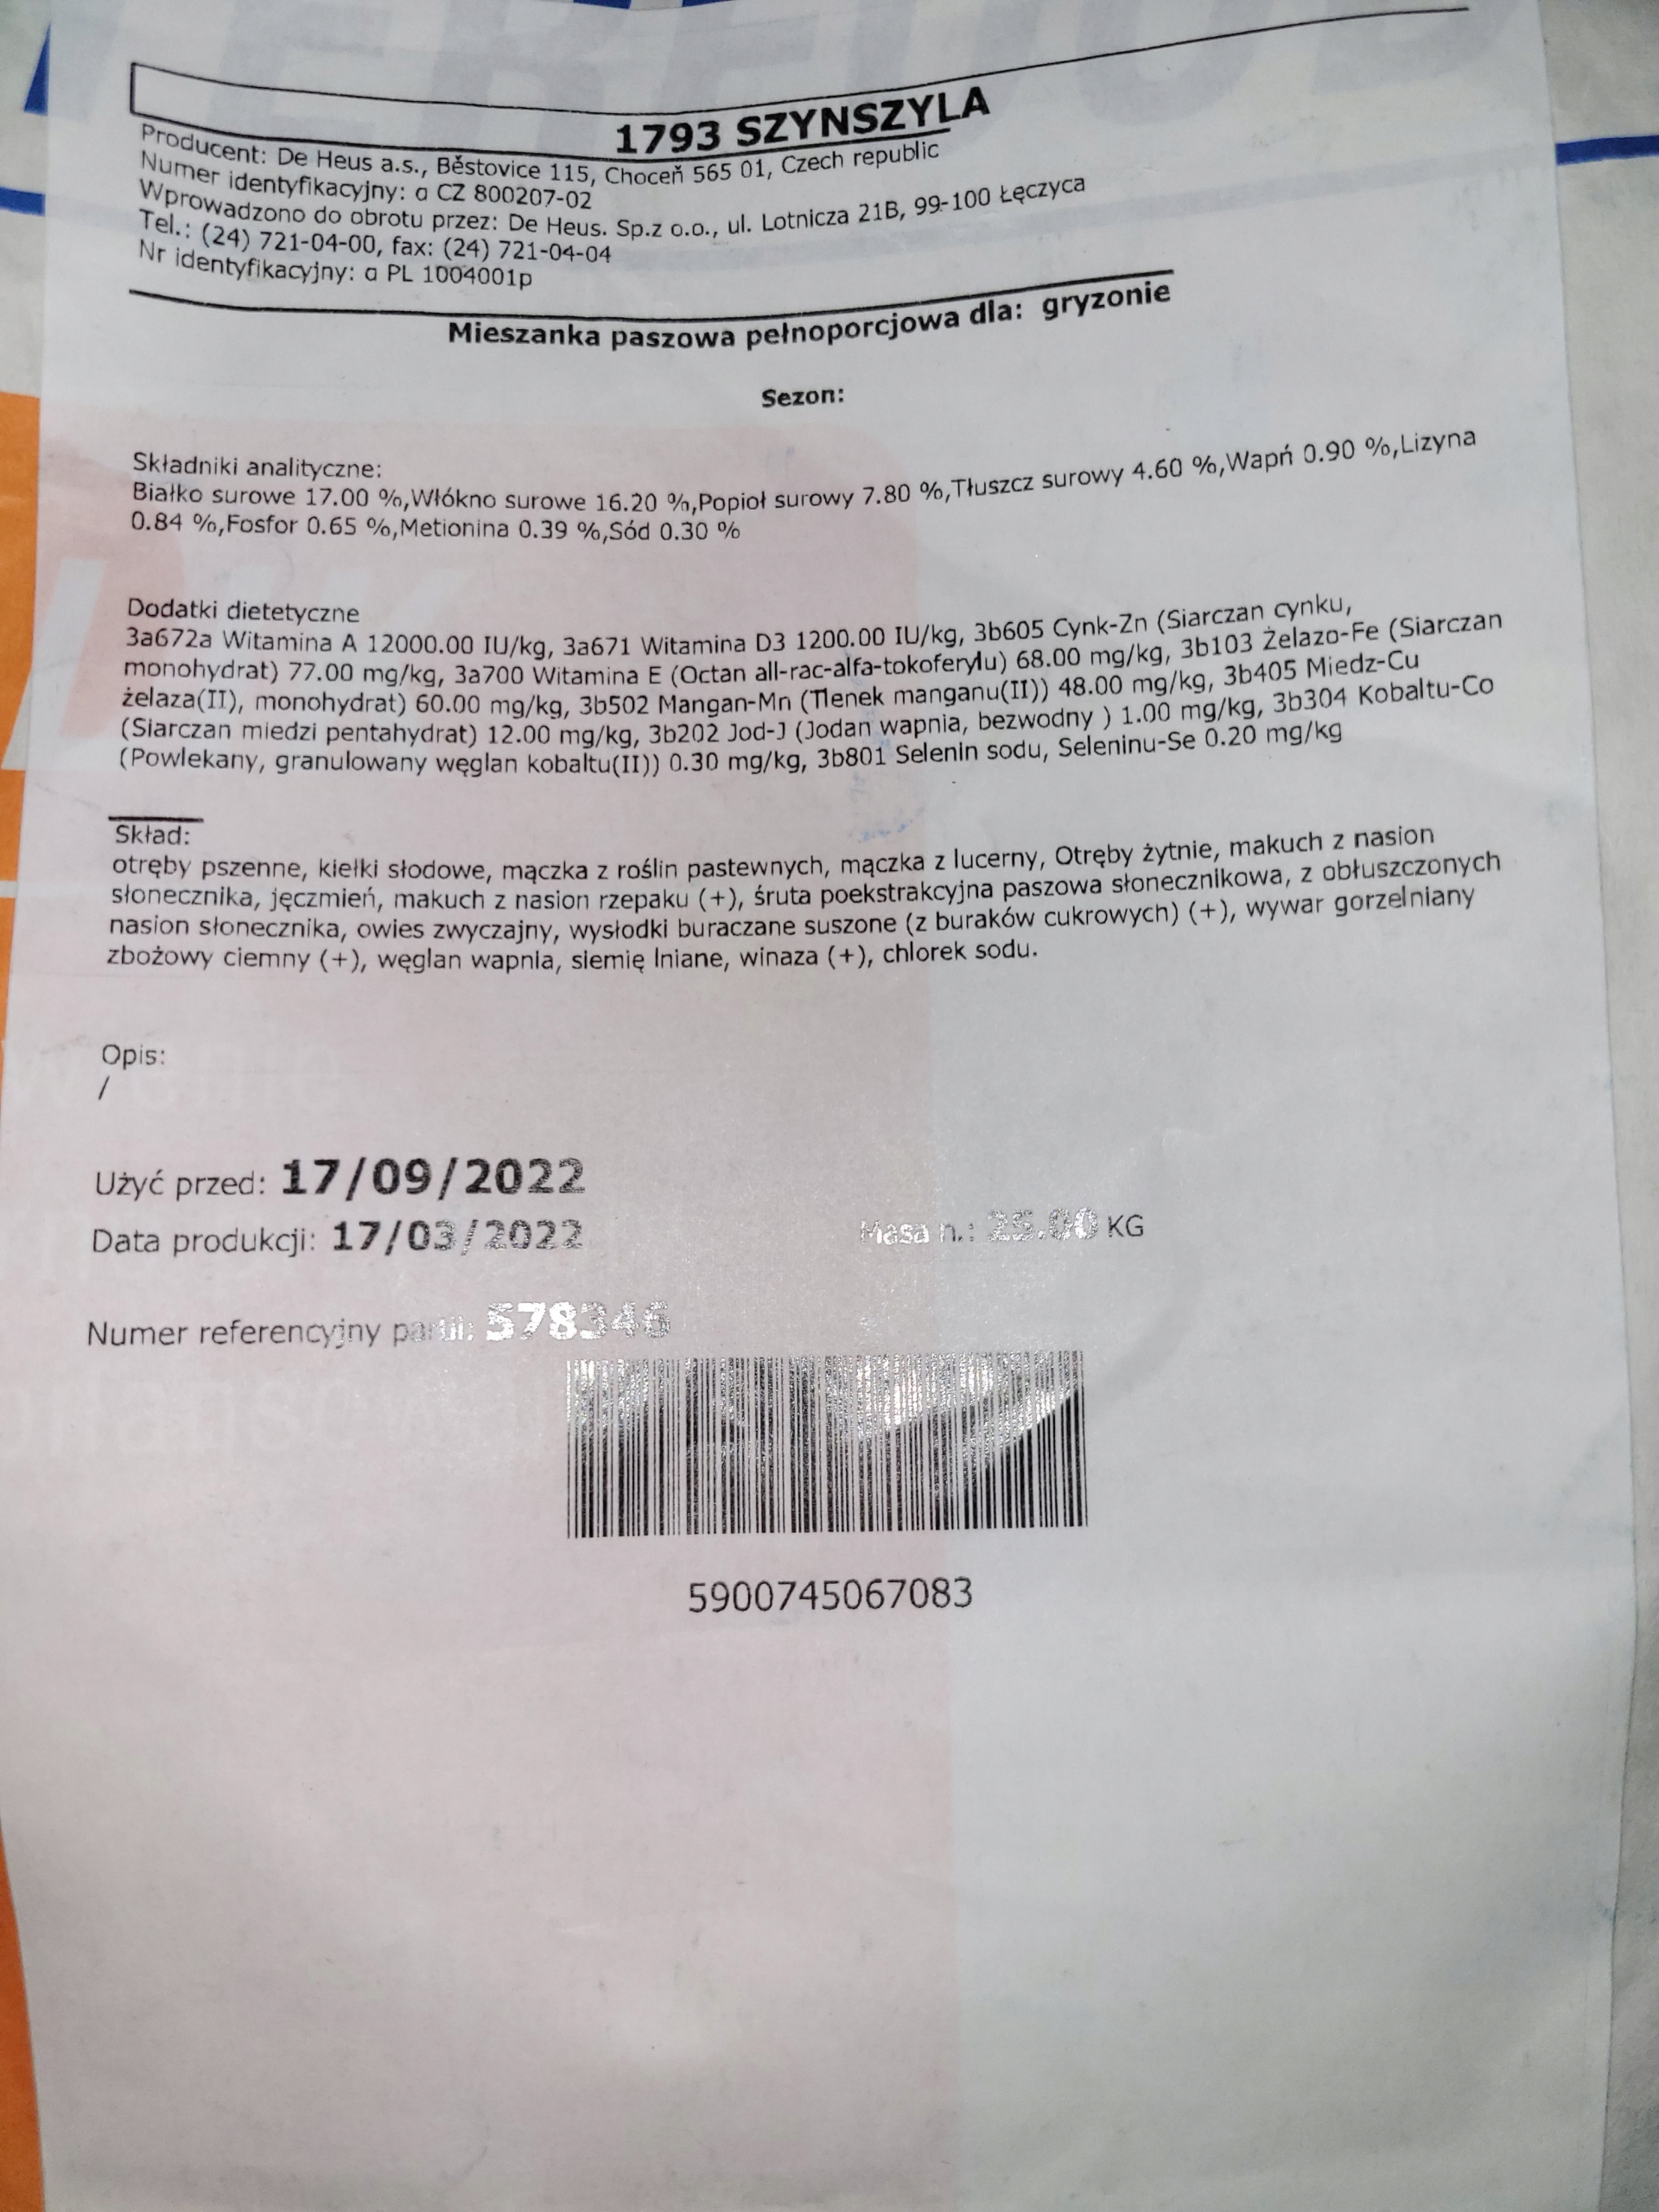 1793 SZYNSZYLA
Producent: De Heus a.s., Běstovice 115, Choceň 565 01, Czech republic
Numer identyfikacyjny: α CZ 800207-02
Wprowadzono do obrotu przez: De Heus. Sp.z o.o., ul. Lotnicza 21B, 99-100 Łęczyca
Tel.: (24) 721-04-00, fax: (24) 721-04-04
Nr identyfikacyjny: α PL 1004001p
Mieszanka paszowa pełnoporcjowa dla: gryzonie
Sezon:
Składniki analityczne:
Białko surowe 17.00 %,Włókno surowe 16.20 %,Popioł surowy 7.80 %,Tłuszcz surowy 4.60 %,Wapń 0.90 %,Lizyna
0.84 %,Fosfor 0.65 %,Metionina 0.39 %,Sód 0.30 %
Dodatki dietetyczne
3a672a Witamina A 12000.00 IU/kg, 3a671 Witamina D3 1200.00 IU/kg, 3b605 Cynk-Zn (Siarczan cynku,
monohydrat) 77.00 mg/kg, 3a700 Witamina E (Octan all-rac-alfa-tokoferylu) 68.00 mg/kg, 3b103 Żelazo-Fe (Siarczan
żelaza(II), monohydrat) 60.00 mg/kg, 3b502 Mangan-Mn (Tlenek manganu(II)) 48.00 mg/kg, 3b405 Miedz-Cu
(Siarczan miedzi pentahydrat) 12.00 mg/kg, 3b202 Jod-J (Jodan wapnia, bezwodny ) 1.00 mg/kg, 3b304 Kobaltu-Co
(Powlekany, granulowany węglan kobaltu(II)) 0.30 mg/kg, 3b801 Selenin sodu, Seleninu-Se 0.20 mg/kg
Skład:
otręby pszenne, kiełki słodowe, mączka z roślin pastewnych, mączka z lucerny, Otręby żytnie, makuch z nasion
słonecznika, jęczmień, makuch z nasion rzepaku (+), śruta poekstrakcyjna paszowa słonecznikowa, z obłuszczonych
nasion słonecznika, owies zwyczajny, wysłodki buraczane suszone (z buraków cukrowych) (+), wywar gorzelniany
zbożowy ciemny (+), węglan wapnia, siemię lniane, winaza (+), chlorek sodu.
Opis:
/
Użyć przed: 17/09/2022
Data produkcji: 17/03/2022
Masa n.: 25.00 KG
Numer referencyjny partii: 578346
5900745067083